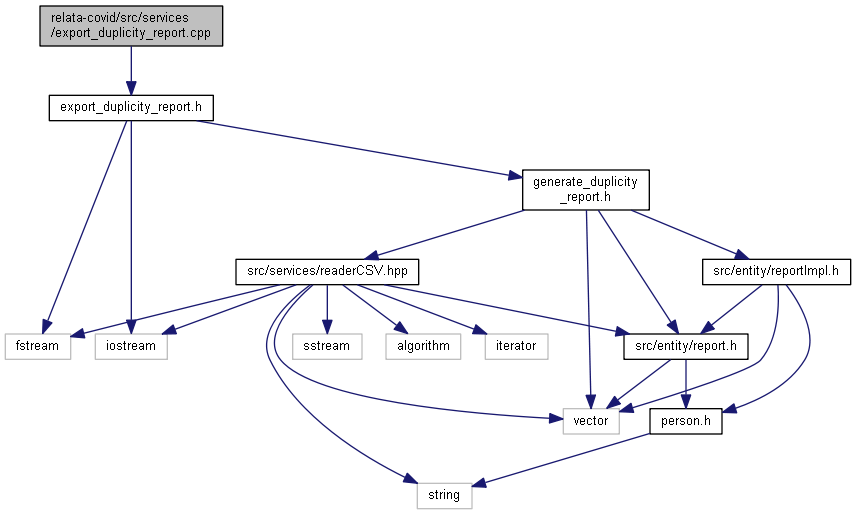 relata-covid/src/services
/export_duplicity_report.cpp
export_duplicity_report.h
generate_duplicity
_report.h
src/services/readerCSV.hpp
src/entity/reportImpl.h
fstream
iostream
sstream
algorithm
iterator
src/entity/report.h
vector
person.h
string